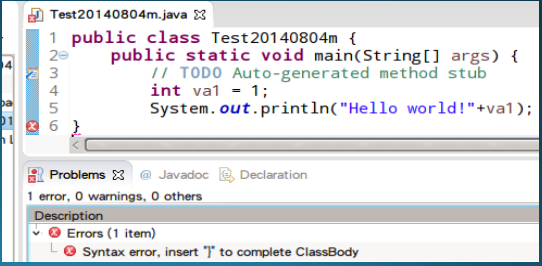 Test20140804m.java
1 public class Test20140804m {
2 public static void main(String[] args) {
3 // TODO Auto-generated method stub
4 int va1 = 1;
5 System.out.println("Hello world!"+va1);
6 }
Problems @ Javadoc Declaration
1 error, 0 warnings, 0 others
Description
Errors (1 item)
Syntax error, insert "}" to complete ClassBody